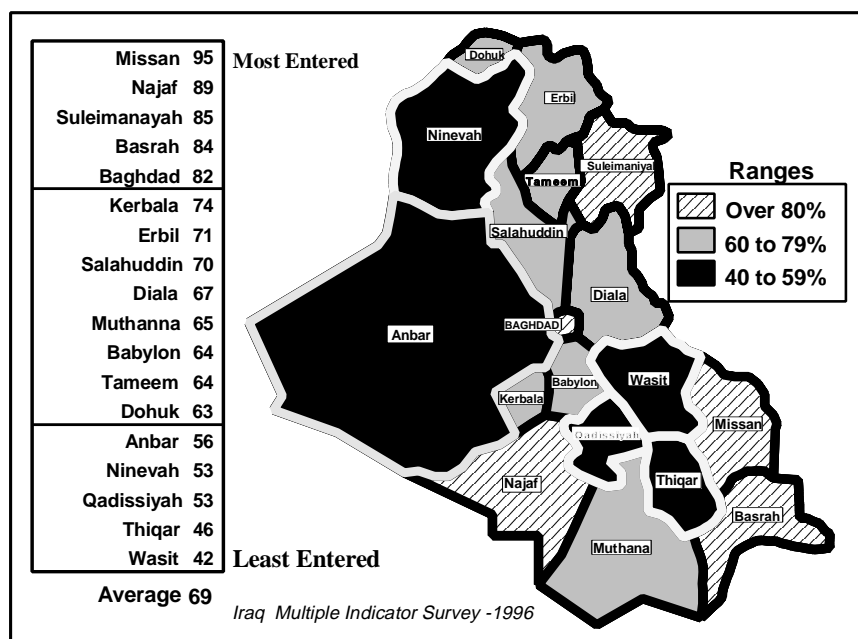 Missan 95
Najaf 89
Suleimanayah 85
Basrah 84
Baghdad 82
Kerbala 74
Erbil 71
Salahuddin 70
Diala 67
Muthanna 65
Babylon 64
Tameem 64
Dohuk 63
Anbar 56
Ninevah 53
Qadissiyah 53
Thiqar 46
Wasit 42
Average 69
Most Entered
Least Entered
Iraq Multiple Indicator Survey -1996
Dohuk
Erbil
Ninevah
Suleimaniyah
Tameem
Salahuddin
Diala
BAGHDAD
Anbar
Wasit
Babylon
Kerbala
Missan
Qadissiyah
Najaf
Thiqar
Basrah
Muthana
Ranges
Over 80%
60 to 79%
40 to 59%